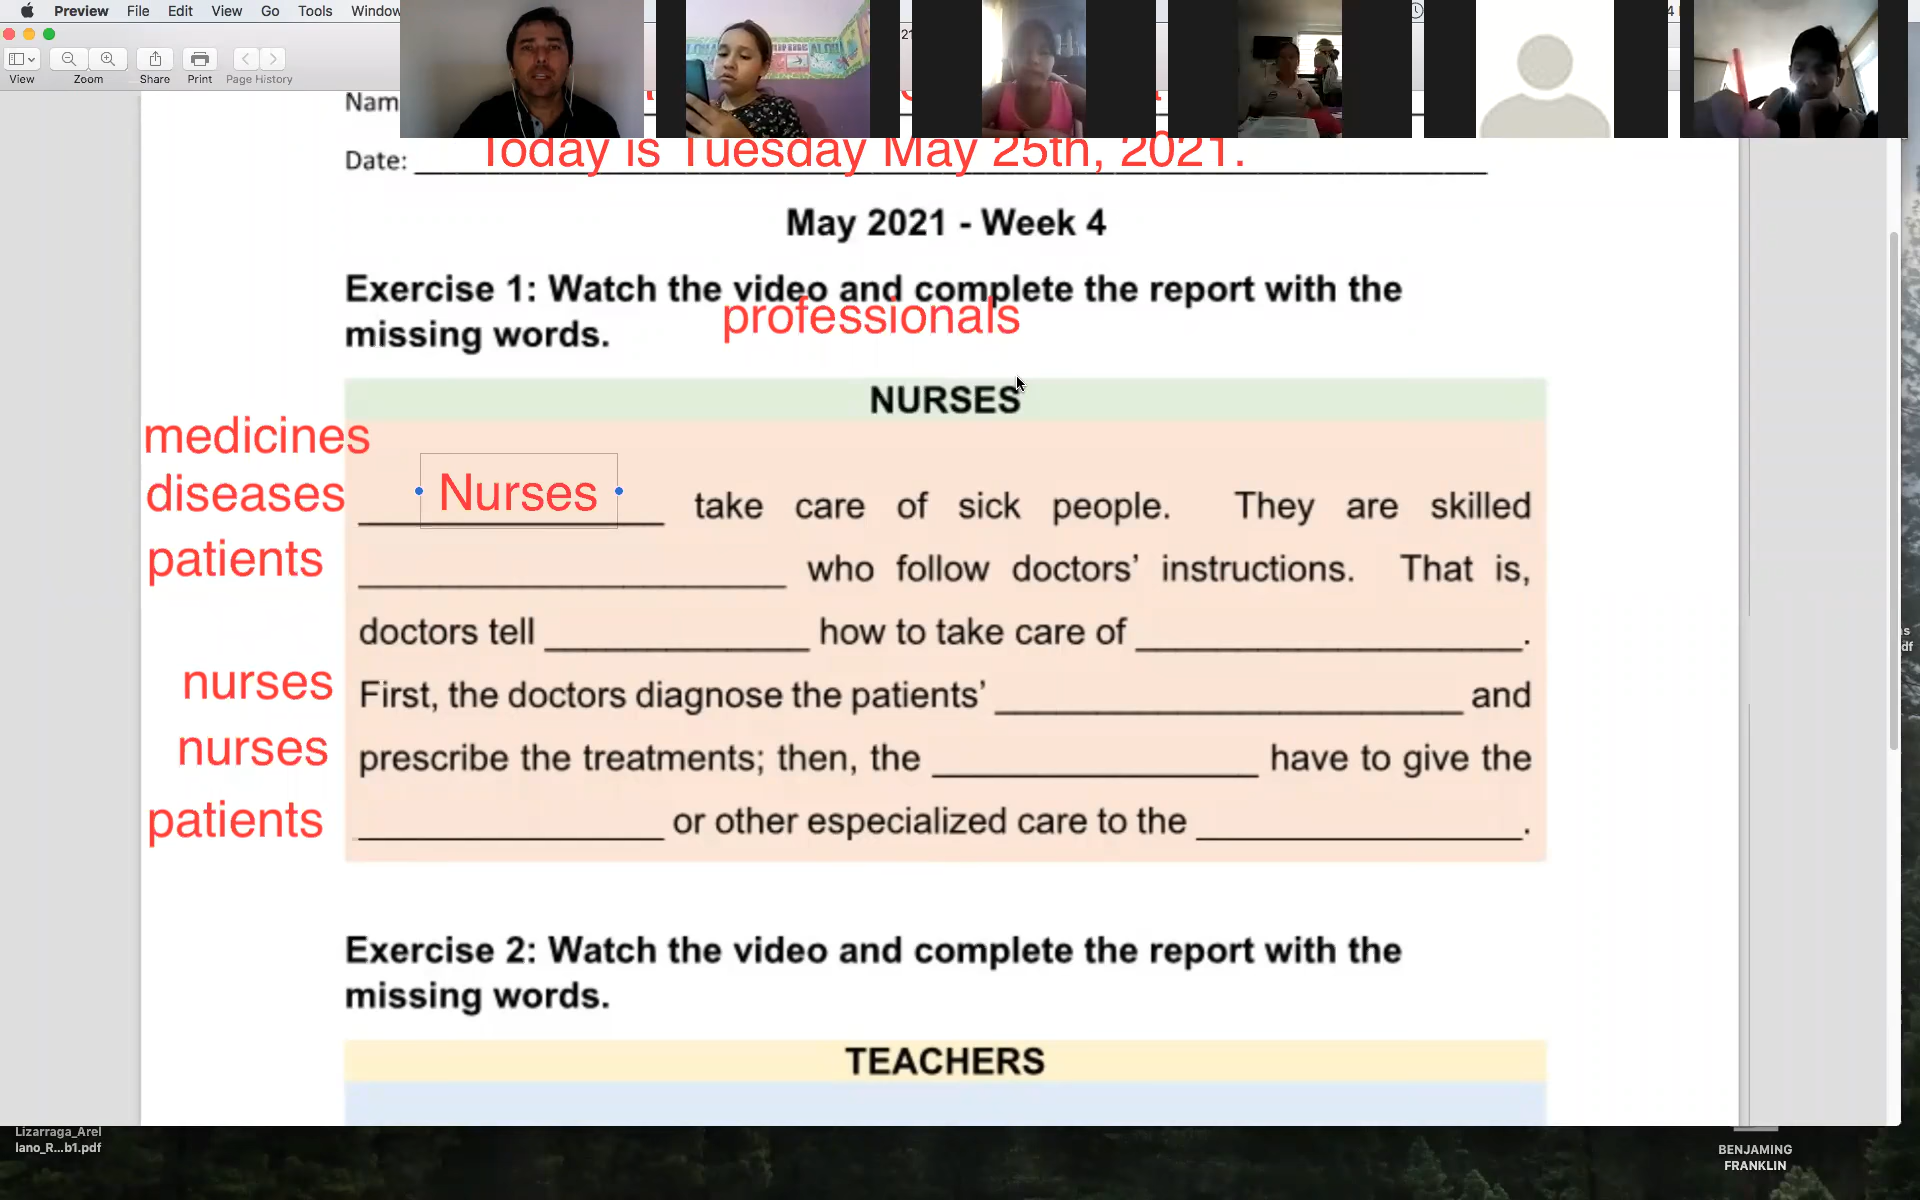 Preview File Edit View Go Tools Window
View Zoom Share Print Page History
Nam
Date: Today is Tuesday May 25th, 2021.
May 2021 - Week 4
Exercise 1: Watch the video and complete the report with the
missing words.
professionals
NURSES
medicines
diseases
patients
nurses
nurses
patients
Nurses take care of sick people. They are skilled
who follow doctors’ instructions. That is,
doctors tell how to take care of .
First, the doctors diagnose the patients’ and
prescribe the treatments; then, the have to give the
or other especialized care to the .
Exercise 2: Watch the video and complete the report with the
missing words.
TEACHERS
Lizarraga_Arel
lano_R...b1.pdf
BENJAMING
FRANKLIN